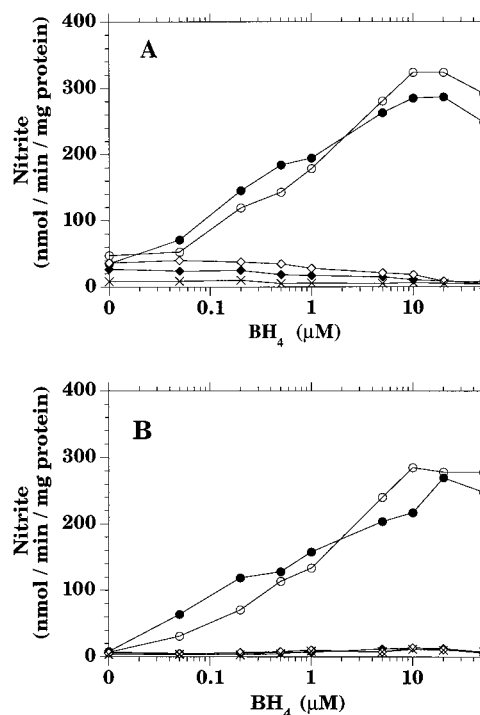 A
400
300
200
100
0
Nitrite
(nmol / min / mg protein)
0
0.1
1
10
BH4 (μM)
B
400
300
200
100
0
Nitrite
(nmol / min / mg protein)
0
0.1
1
10
BH4 (μM)